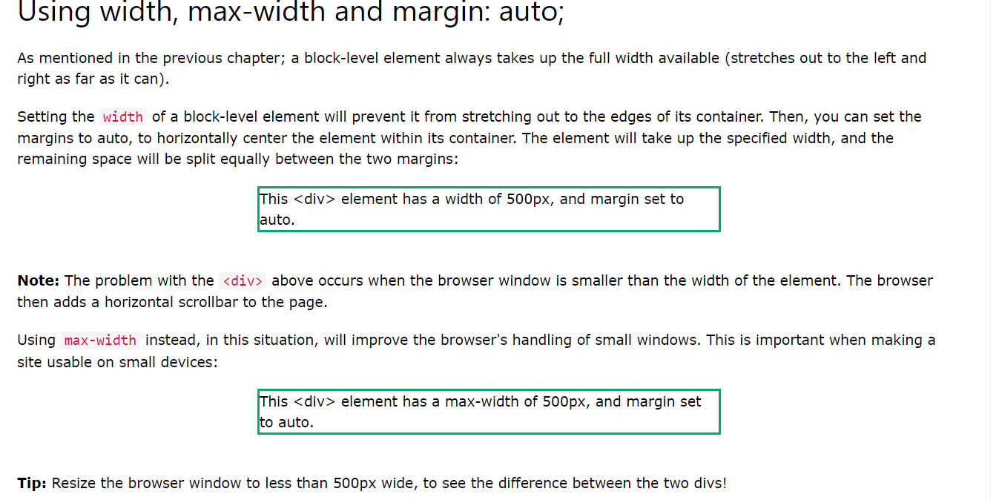 Using width, max-width and margin: auto;
As mentioned in the previous chapter; a block-level element always takes up the full width available (stretches out to the left and
right as far as it can).
Setting the width of a block-level element will prevent it from stretching out to the edges of its container. Then, you can set the
margins to auto, to horizontally center the element within its container. The element will take up the specified width, and the
remaining space will be split equally between the two margins:
This <div> element has a width of 500px, and margin set to
auto.
Note: The problem with the <div> above occurs when the browser window is smaller than the width of the element. The browser
then adds a horizontal scrollbar to the page.
Using max-width instead, in this situation, will improve the browser's handling of small windows. This is important when making a
site usable on small devices:
This <div> element has a max-width of 500px, and margin set
to auto.
Tip: Resize the browser window to less than 500px wide, to see the difference between the two divs!